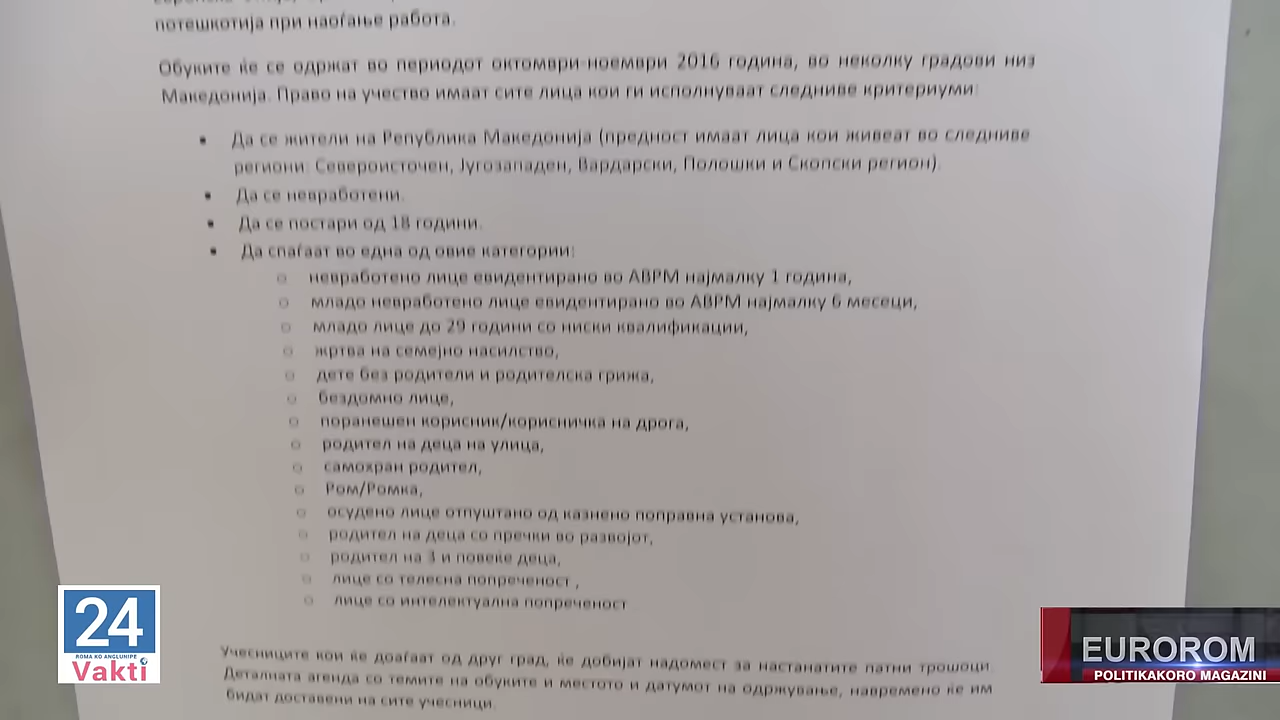 потешкотија при наоѓање работа.
Обуките ќе се одржат во периодот октомври-ноември 2016 година, во неколку градови низ
Македонија. Право на учество имаат сите лица кои ги исполнуваат следниве критериуми:
• Да се жители на Република Македонија (предност имаат лица кои живеат во следниве
региони: Североисточен, Југозападен, Вардарски, Полошки и Скопски регион).
• Да се невработени.
• Да се постари од 18 години.
• Да спаѓаат во една од овие категории:
o невработено лице евидентирано во АВРМ најмалку 1 година,
o младо невработено лице евидентирано во АВРМ најмалку 6 месеци,
o младо лице до 29 години со ниски квалификации,
o жртва на семејно насилство,
o дете без родители и родителска грижа,
o бездомно лице,
o поранешен корисник/корисничка на дрога,
o родител на деца на улица,
o самохран родител,
o Ром/Ромка,
o осудено лице отпуштано од казнено поправна установа,
o родител на деца со пречки во развојот,
o родител на 3 и повеќе деца,
o лице со телесна попреченост ,
o лице со интелектуална попреченост
Учесниците кои ќе доаѓаат од друг град, ќе добијат надомест за настанатите патни трошоци.
Деталната агенда со темите на обуките и местото и датумот на одржување, навремено ќе им
бидат доставени на сите учесници.
24
ROMA KO ANGLUNIPE
Vakti
EUROROM
POLITIKAKORO MAGAZINI